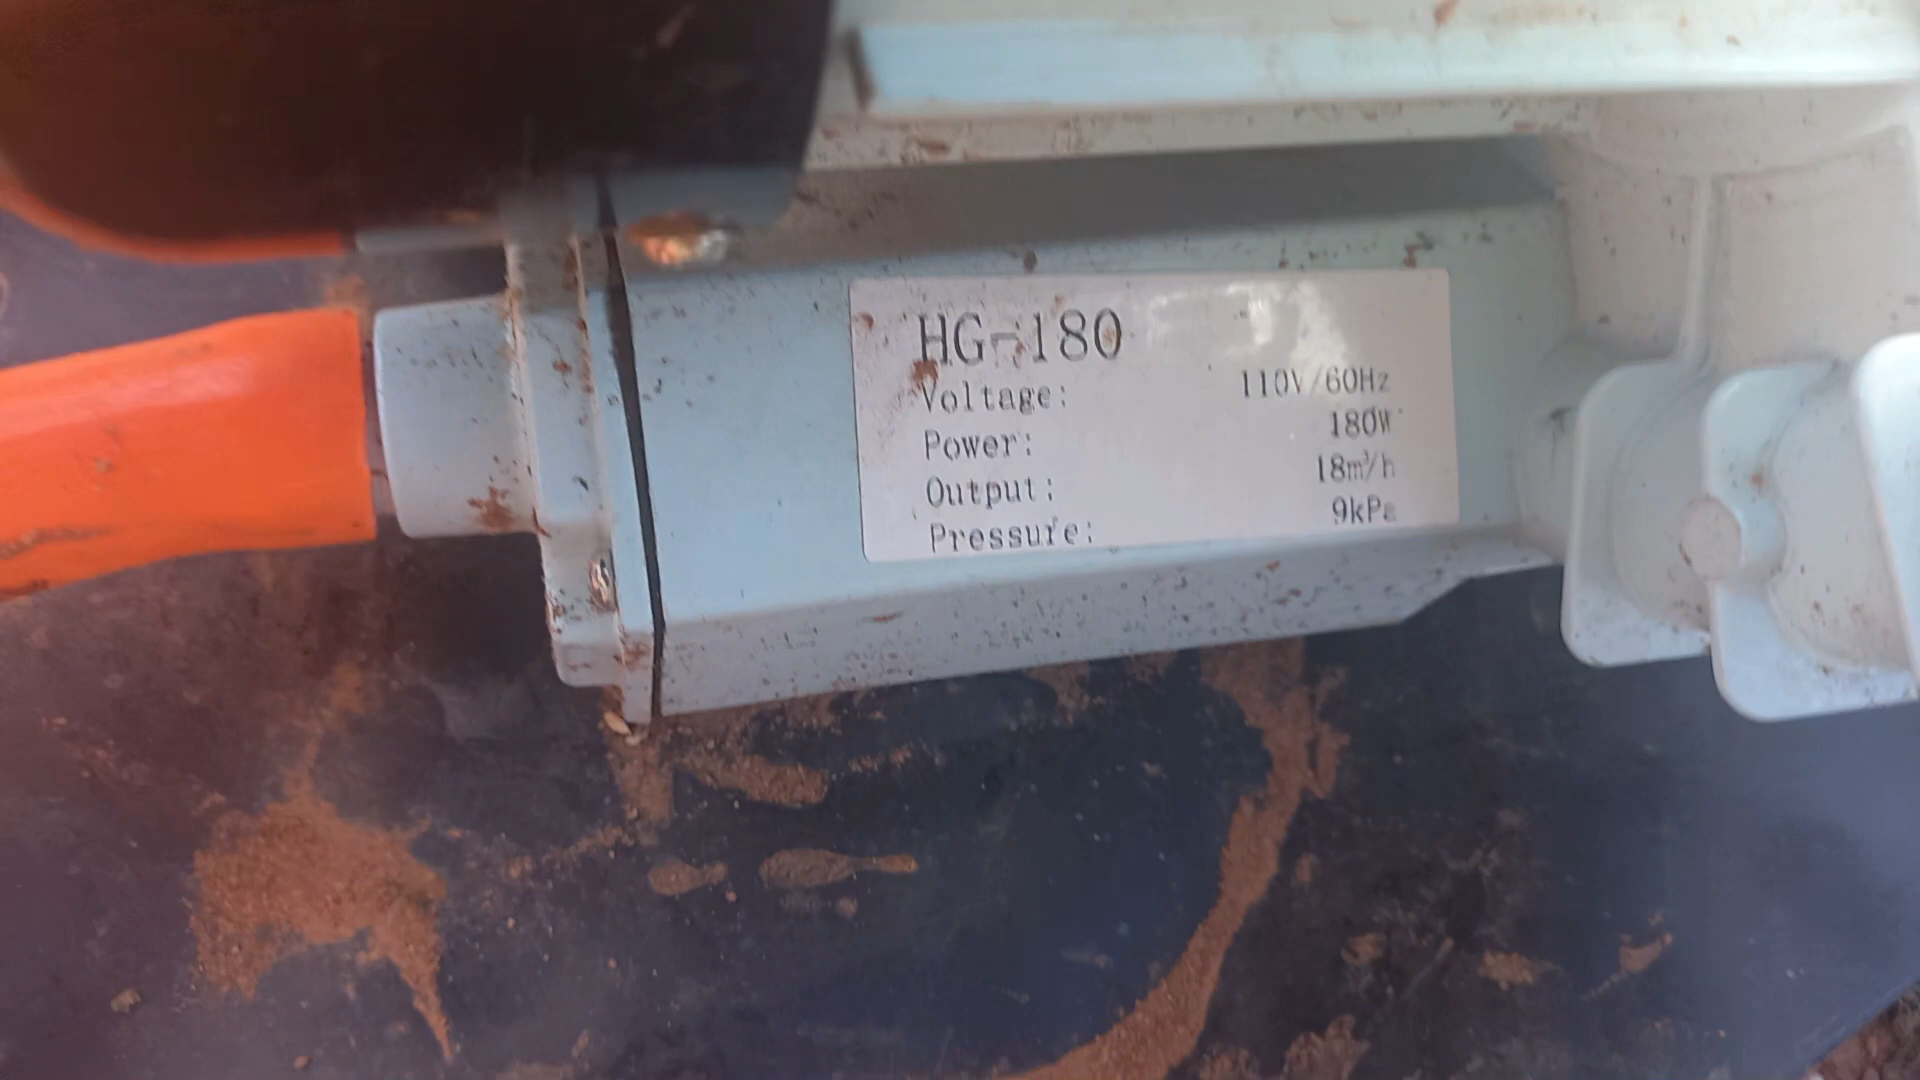 HG-180
Voltage: 110V/60Hz
Power: 180W
Output: 18m³/h
Pressure: 9kPa